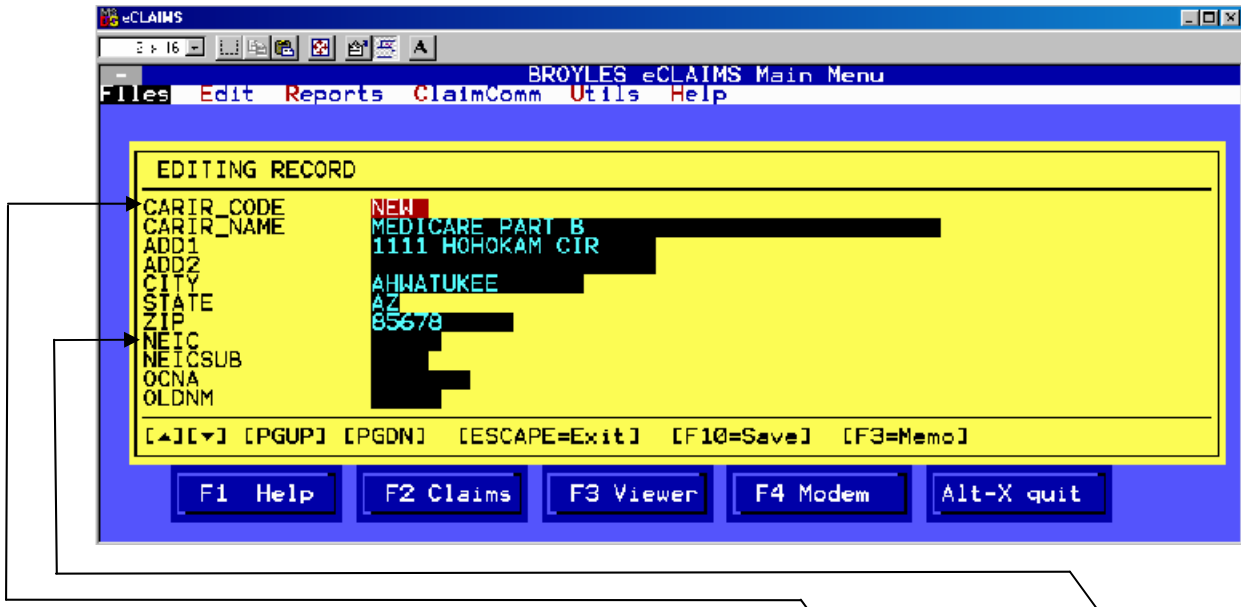 eCLAIMS
BROYLES eCLAIMS Main Menu
FIles Edit Reports ClaimComm Utils Help
EDITING RECORD
CARIR_CODE NEW
CARIR_NAME MEDICARE PART B
ADD1 1111 HOHOKAM CIR
ADD2
CITY AHWATUKEE
STATE AZ
ZIP 85678
NEIC
NEICSUB
OCNA
OLDNM
[▲][▼] [PGUP] [PGDN] [ESCAPE=Exit] [F10=Save] [F3=Memo]
F1 Help F2 Claims F3 Viewer F4 Modem Alt-X quit